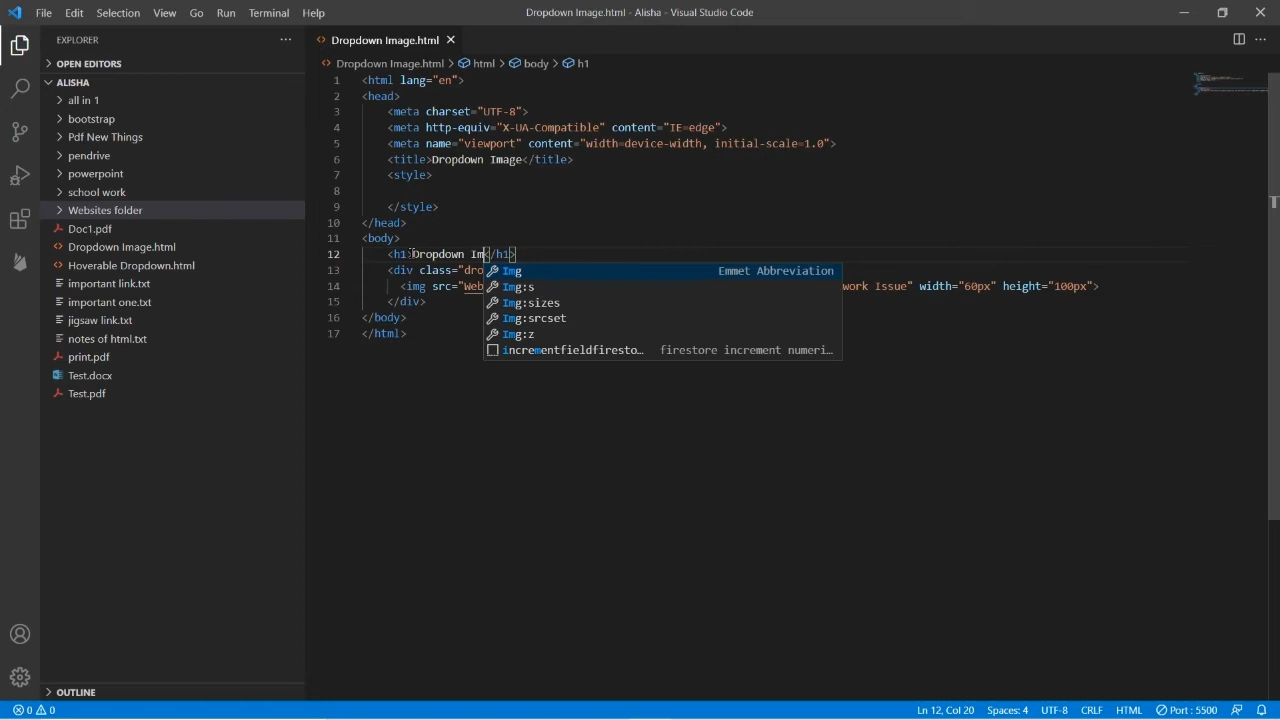 File Edit Selection View Go Run Terminal Help
Dropdown Image.html - Alisha - Visual Studio Code
EXPLORER
OPEN EDITORS
ALISHA
all in 1
bootstrap
Pdf New Things
pendrive
powerpoint
school work
Websites folder
Doc1.pdf
Dropdown Image.html
Hoverable Dropdown.html
important link.txt
important one.txt
jigsaw link.txt
notes of html.txt
print.pdf
Test.docx
Test.pdf
OUTLINE
Dropdown Image.html
Dropdown Image.html > html > body > h1
1 <html lang="en">
2 <head>
3 <meta charset="UTF-8">
4 <meta http-equiv="X-UA-Compatible" content="IE=edge">
5 <meta name="viewport" content="width=device-width, initial-scale=1.0">
6 <title>Dropdown Image</title>
7 <style>
8
9 </style>
10 </head>
11 <body>
12 <h1>Dropdown Im</h1>
13 <div class="dro
14 <img src="Web work Issue" width="60px" height="100px">
15 </div>
16 </body>
17 </html>
Img Emmet Abbreviation
Img:s
Img:sizes
Img:srcset
Img:z
incrementfieldfiresto… firestore increment numeri…
0 0 Ln 12, Col 20 Spaces: 4 UTF-8 CRLF HTML Port : 5500